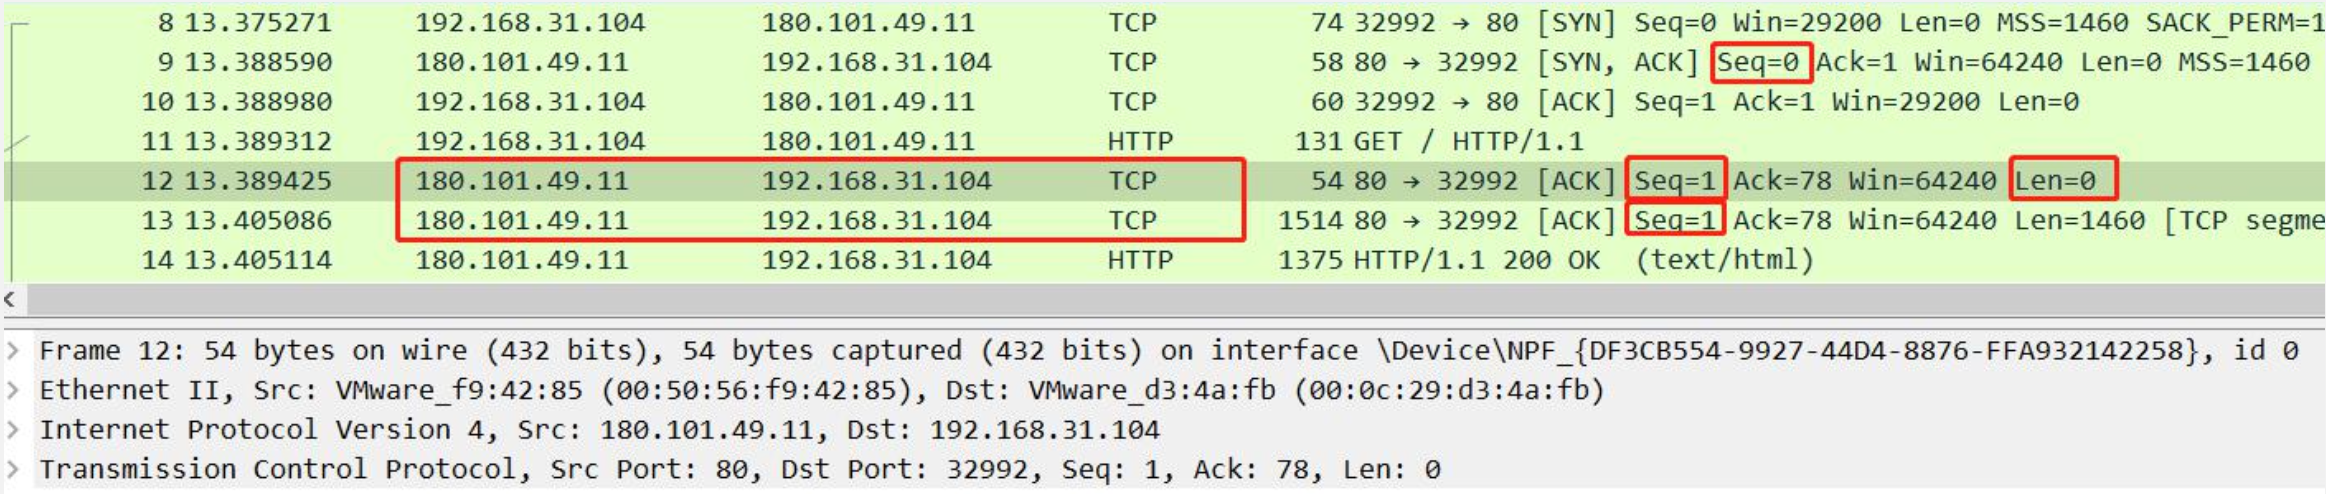 8 13.375271 192.168.31.104 180.101.49.11 TCP 74 32992 → 80 [SYN] Seq=0 Win=29200 Len=0 MSS=1460 SACK_PERM=1
9 13.388590 180.101.49.11 192.168.31.104 TCP 58 80 → 32992 [SYN, ACK] Seq=0 Ack=1 Win=64240 Len=0 MSS=1460
10 13.388980 192.168.31.104 180.101.49.11 TCP 60 32992 → 80 [ACK] Seq=1 Ack=1 Win=29200 Len=0
11 13.389312 192.168.31.104 180.101.49.11 HTTP 131 GET / HTTP/1.1
12 13.389425 180.101.49.11 192.168.31.104 TCP 54 80 → 32992 [ACK] Seq=1 Ack=78 Win=64240 Len=0
13 13.405086 180.101.49.11 192.168.31.104 TCP 1514 80 → 32992 [ACK] Seq=1 Ack=78 Win=64240 Len=1460 [TCP segme
14 13.405114 180.101.49.11 192.168.31.104 HTTP 1375 HTTP/1.1 200 OK (text/html)
Frame 12: 54 bytes on wire (432 bits), 54 bytes captured (432 bits) on interface \Device\NPF_{DF3CB554-9927-44D4-8876-FFA932142258}, id 0
Ethernet II, Src: VMware_f9:42:85 (00:50:56:f9:42:85), Dst: VMware_d3:4a:fb (00:0c:29:d3:4a:fb)
Internet Protocol Version 4, Src: 180.101.49.11, Dst: 192.168.31.104
Transmission Control Protocol, Src Port: 80, Dst Port: 32992, Seq: 1, Ack: 78, Len: 0